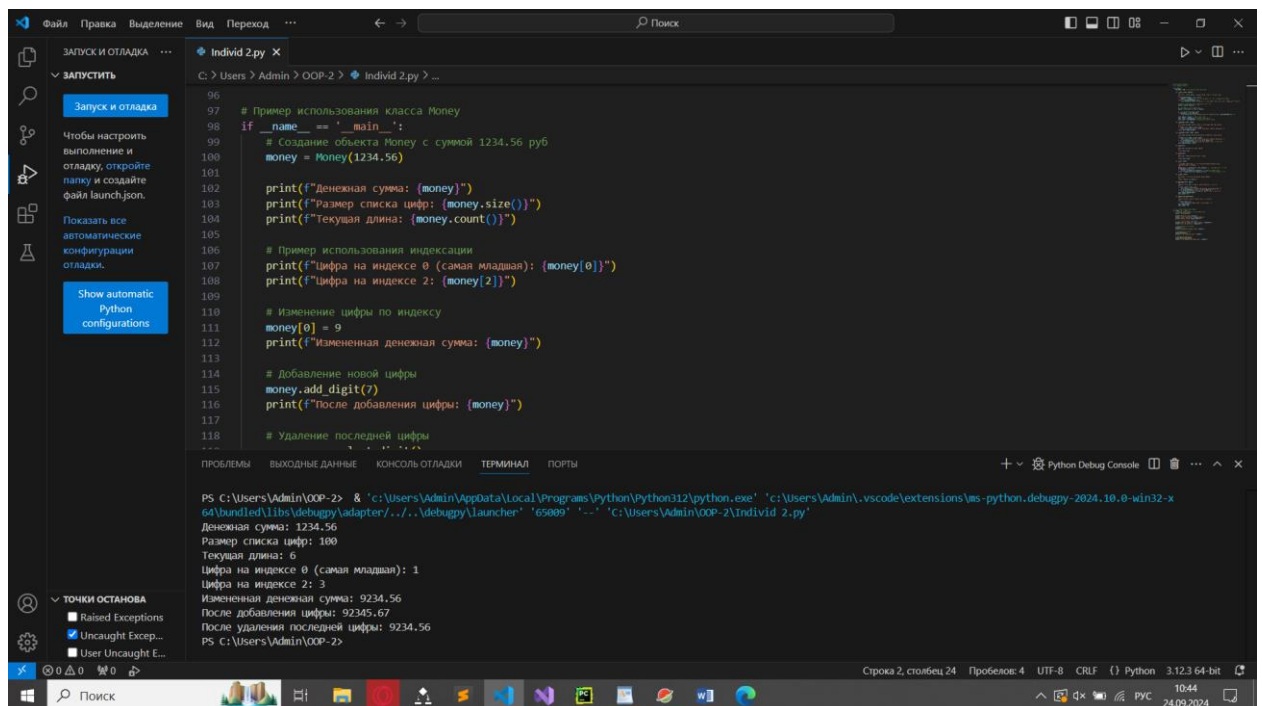 Файл Правка Выделение Вид Переход ···
Поиск
ЗАПУСК И ОТЛАДКА ···
ЗАПУСТИТЬ
Запуск и отладка
Чтобы настроить
выполнение и
отладку, откройте
папку и создайте
файл launch.json.
Показать все
автоматические
конфигурации
отладки.
Show automatic
Python
configurations
ТОЧКИ ОСТАНОВА
Raised Exceptions
Uncaught Excep...
User Uncaught E...
Individ 2.py
C: > Users > Admin > OOP-2 > Individ 2.py > ...
96
97 # Пример использования класса Money
98 if __name__ == '__main__':
99 # Создание объекта Money с суммой 1234.56 руб
100 money = Money(1234.56)
101
102 print(f"Денежная сумма: {money}")
103 print(f"Размер списка цифр: {money.size()}")
104 print(f"Текущая длина: {money.count()}")
105
106 # Пример использования индексации
107 print(f"Цифра на индексе 0 (самая младшая): {money[0]}")
108 print(f"Цифра на индексе 2: {money[2]}")
109
110 # Изменение цифры по индексу
111 money[0] = 9
112 print(f"Измененная денежная сумма: {money}")
113
114 # Добавление новой цифры
115 money.add_digit(7)
116 print(f"После добавления цифры: {money}")
117
118 # Удаление последней цифры
ПРОБЛЕМЫ ВЫХОДНЫЕ ДАННЫЕ КОНСОЛЬ ОТЛАДКИ ТЕРМИНАЛ ПОРТЫ
Python Debug Console
PS C:\Users\Admin\OOP-2> & 'c:\Users\Admin\AppData\Local\Programs\Python\Python312\python.exe' 'c:\Users\Admin\.vscode\extensions\ms-python.debugpy-2024.10.0-win32-x
64\bundled\libs\debugpy\adapter/../..\debugpy\launcher' '65009' '--' 'C:\Users\Admin\OOP-2\Individ 2.py'
Денежная сумма: 1234.56
Размер списка цифр: 100
Текущая длина: 6
Цифра на индексе 0 (самая младшая): 1
Цифра на индексе 2: 3
Измененная денежная сумма: 9234.56
После добавления цифры: 92345.67
После удаления последней цифры: 9234.56
PS C:\Users\Admin\OOP-2>
0 0 0 Строка 2, столбец 24 Пробелов: 4 UTF-8 CRLF {} Python 3.12.3 64-bit
Поиск
РУС
10:44
24.09.2024